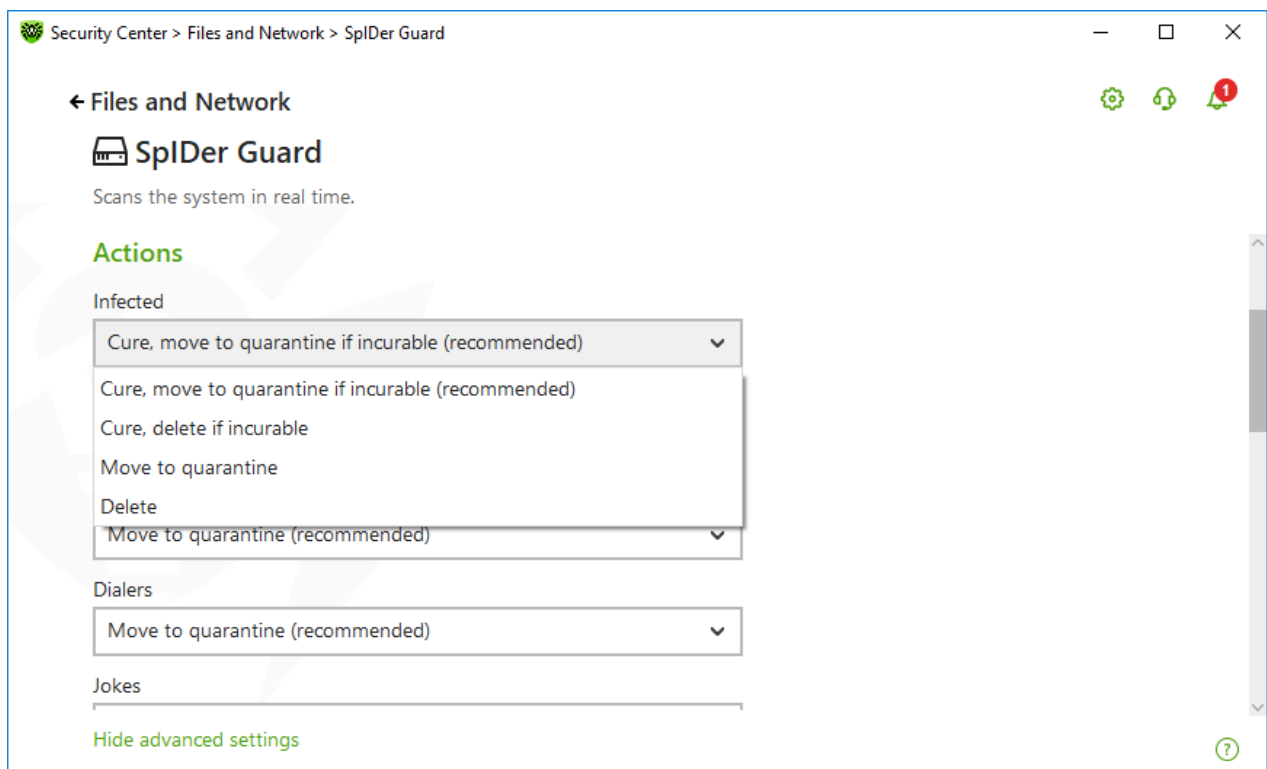 Security Center > Files and Network > SpIDer Guard
Files and Network
1
SpIDer Guard
Scans the system in real time.
Actions
Infected
Cure, move to quarantine if incurable (recommended)
Cure, move to quarantine if incurable (recommended)
Cure, delete if incurable
Move to quarantine
Delete
Move to quarantine (recommended)
Dialers
Move to quarantine (recommended)
Jokes
Hide advanced settings
?